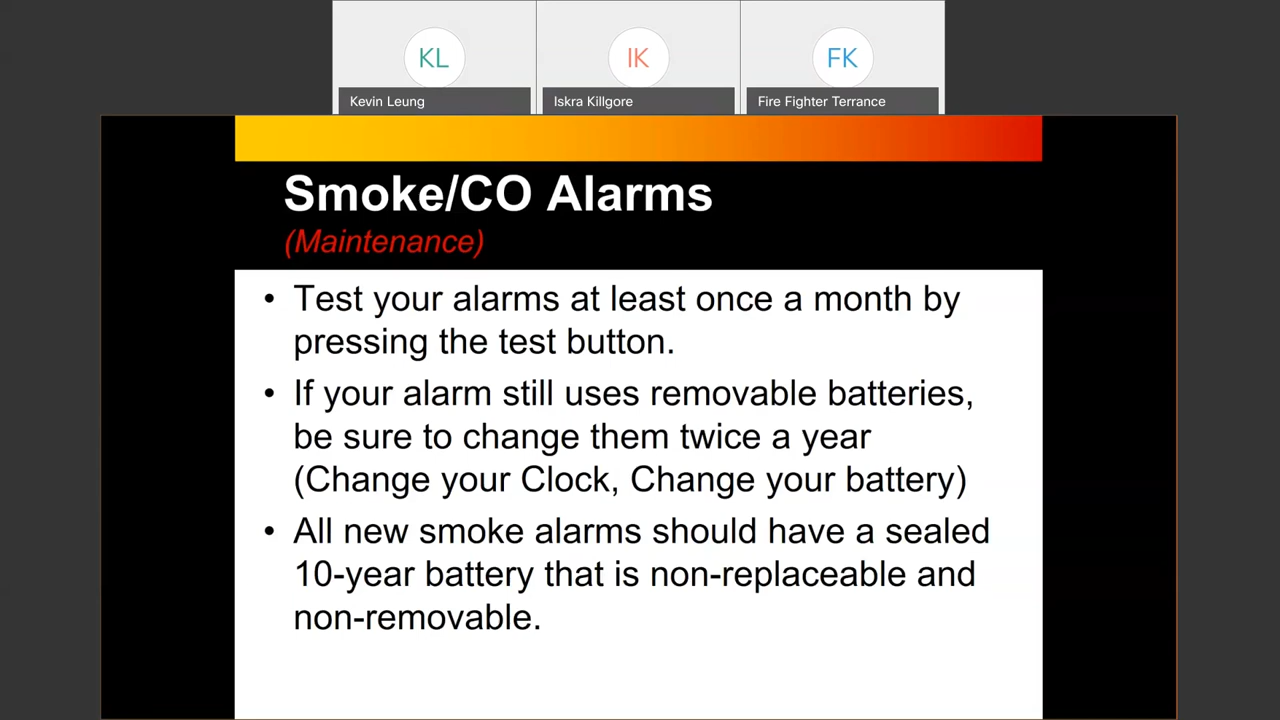 KL
IK
FK
Kevin Leung
Iskra Killgore
Fire Fighter Terrance
Smoke/CO Alarms
(Maintenance)
• Test your alarms at least once a month by
pressing the test button.
• If your alarm still uses removable batteries,
be sure to change them twice a year
(Change your Clock, Change your battery)
• All new smoke alarms should have a sealed
10-year battery that is non-replaceable and
non-removable.